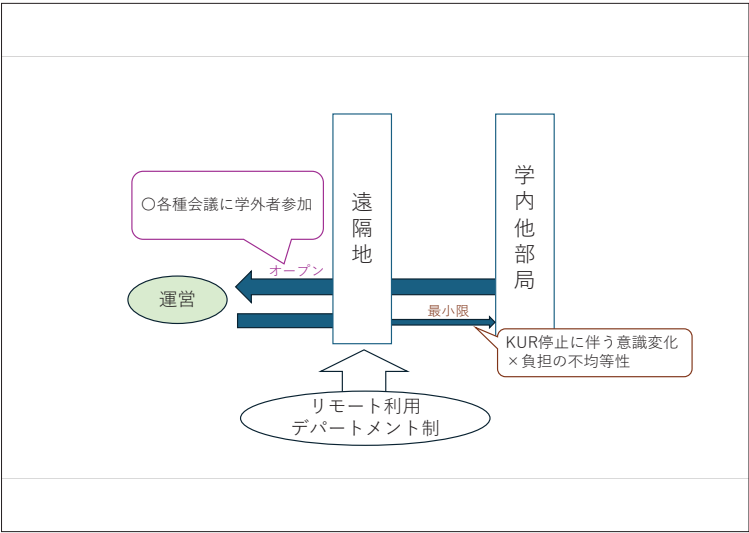 〇各種会議に学外者参加
遠隔地
学内他部局
オープン
運営
最小限
KUR停止に伴う意識変化
×負担の不均等性
リモート利用
デパートメント制